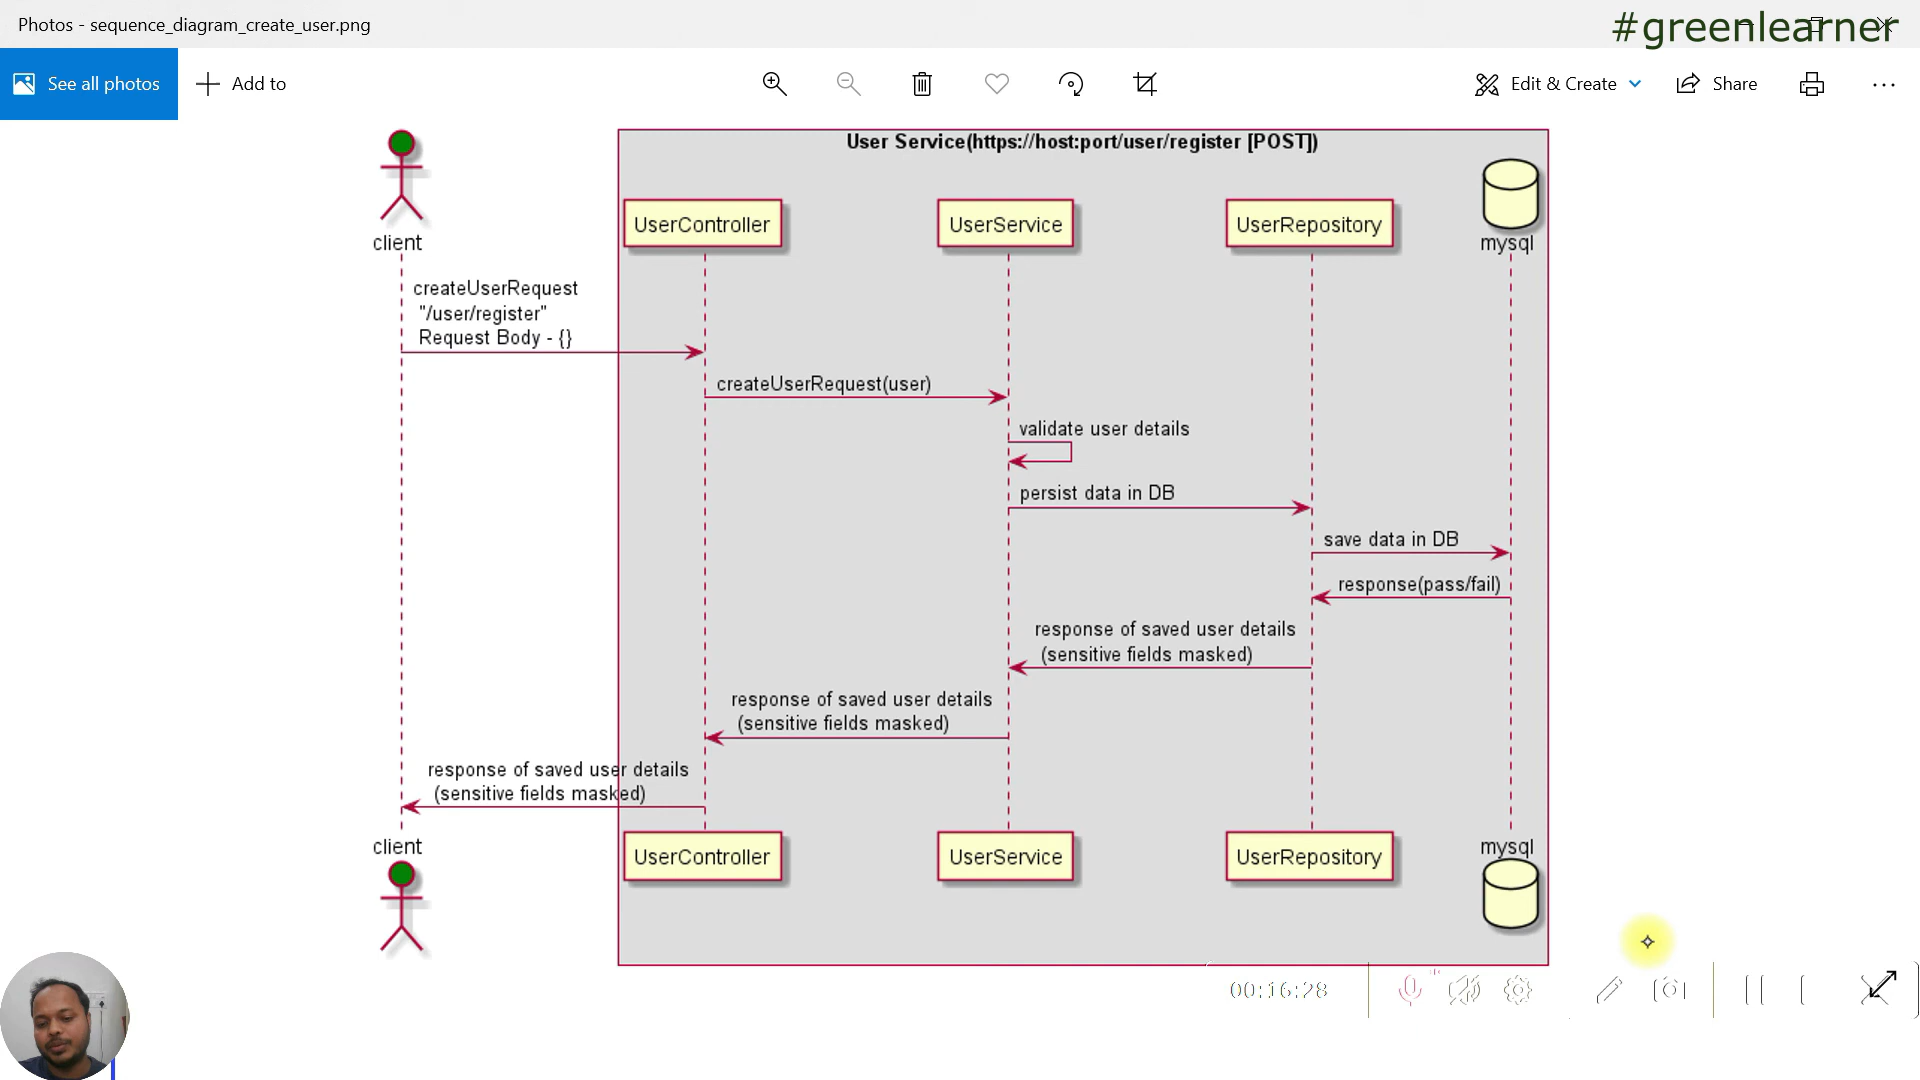 Photos - sequence_diagram_create_user.png
#greenlearner
See all photos
Add to
Edit & Create
Share
User Service(https://host:port/user/register [POST])
client
UserController
UserService
UserRepository
mysql
createUserRequest
"/user/register"
Request Body - {}
createUserRequest(user)
validate user details
persist data in DB
save data in DB
response(pass/fail)
response of saved user details
(sensitive fields masked)
response of saved user details
(sensitive fields masked)
response of saved user details
(sensitive fields masked)
client
UserController
UserService
UserRepository
mysql
00:16:28